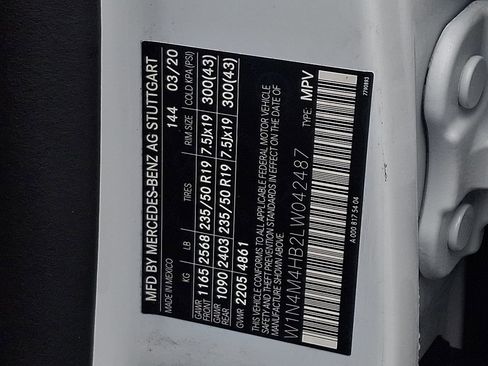 MFD BY MERCEDES-BENZ AG STUTTGART
MADE IN MEXICO 144 03/20
KG LB TIRES RIM SIZE COLD KPA (PSI)
GAWR FRONT 1165 2568 235/50 R19 7.5Jx19 300(43)
GAWR REAR 1090 2403 235/50 R19 7.5Jx19 300(43)
GVWR 2205 4861
THIS VEHICLE CONFORMS TO ALL APPLICABLE FEDERAL MOTOR VEHICLE
SAFETY AND THEFT PREVENTION STANDARDS IN EFFECT ON THE DATE OF
MANUFACTURE SHOWN ABOVE.
W1N4M4HB2LW042487 TYPE: MPV
A 000 817 54 04